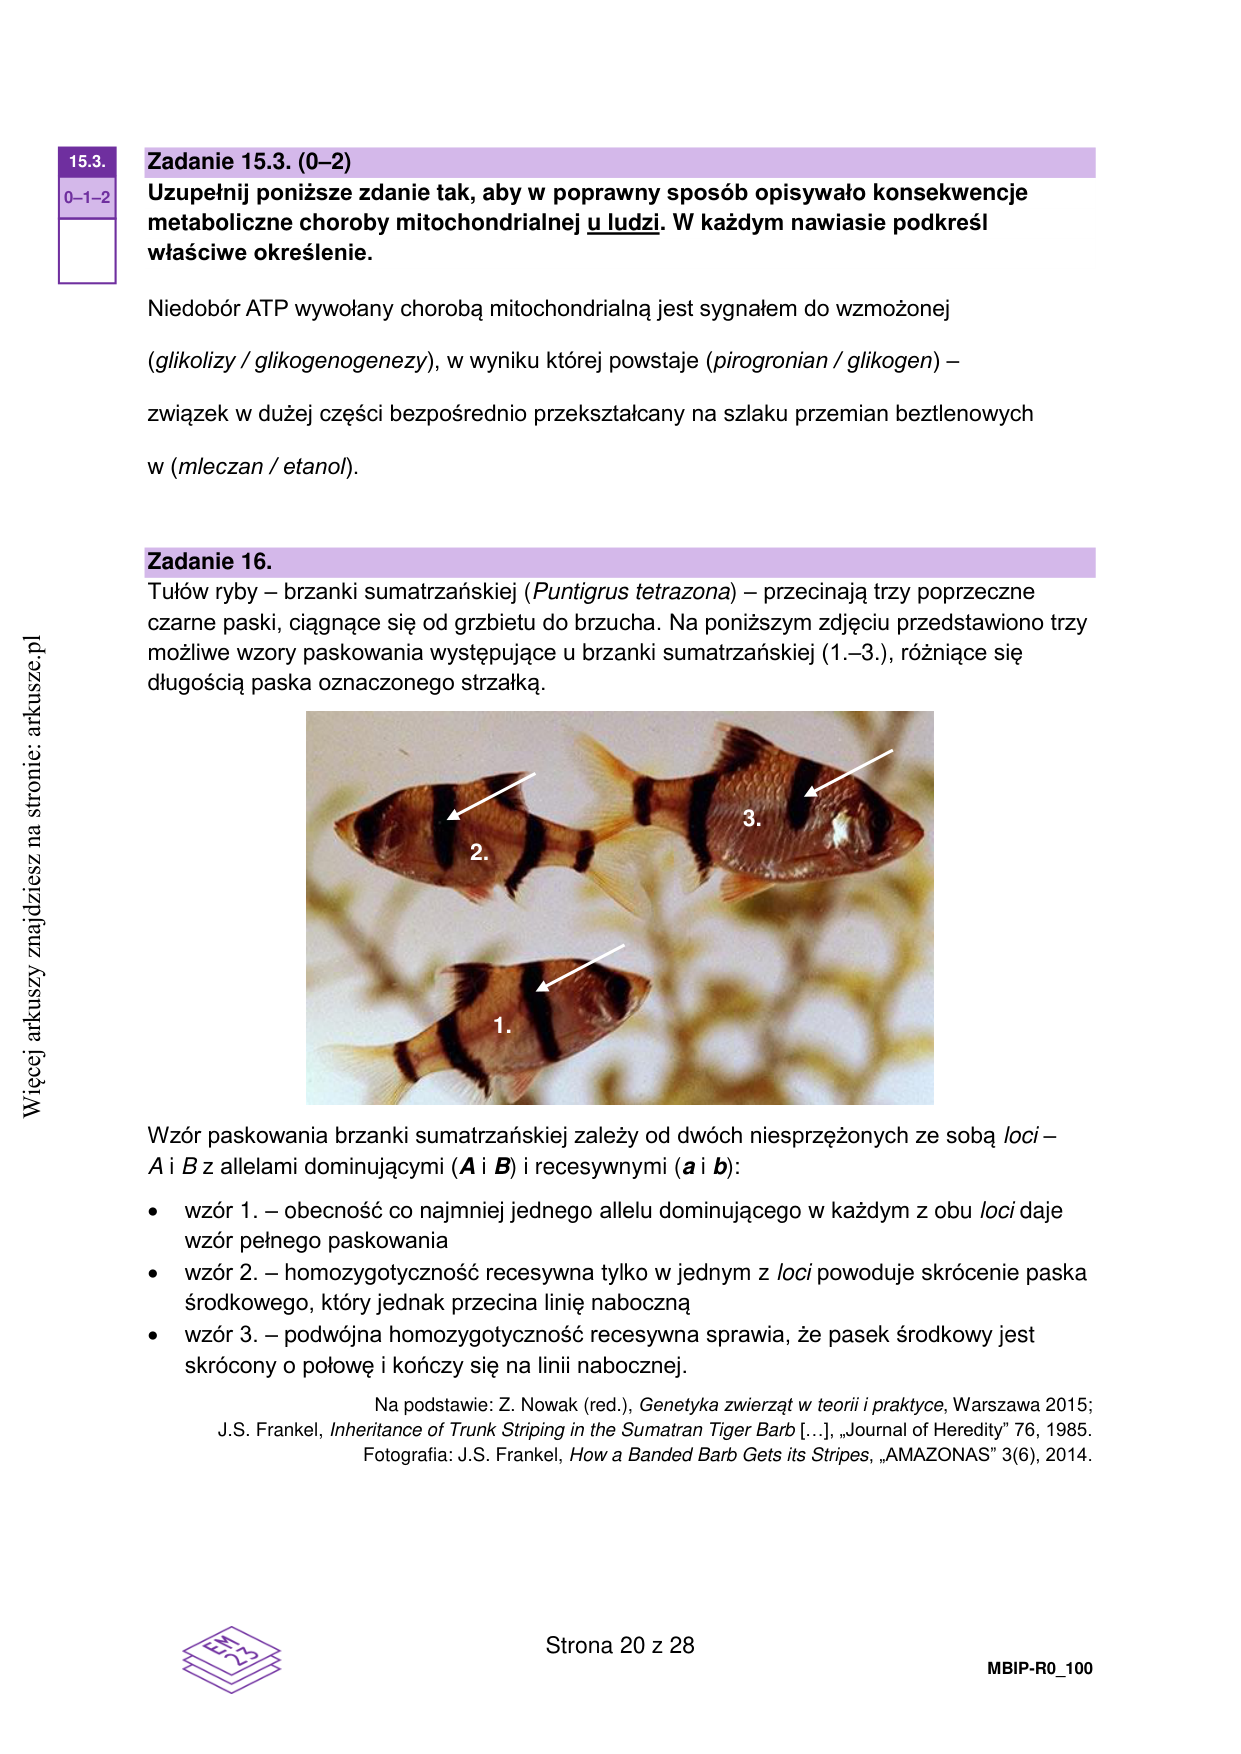 15.3.
0–1–2
Zadanie 15.3. (0–2)
Uzupełnij poniższe zdanie tak, aby w poprawny sposób opisywało konsekwencje
metaboliczne choroby mitochondrialnej u ludzi. W każdym nawiasie podkreśl
właściwe określenie.
Niedobór ATP wywołany chorobą mitochondrialną jest sygnałem do wzmożonej
(glikolizy / glikogenogenezy), w wyniku której powstaje (pirogronian / glikogen) –
związek w dużej części bezpośrednio przekształcany na szlaku przemian beztlenowych
w (mleczan / etanol).
Zadanie 16.
Tułów ryby – brzanki sumatrzańskiej (Puntigrus tetrazona) – przecinają trzy poprzeczne
czarne paski, ciągnące się od grzbietu do brzucha. Na poniższym zdjęciu przedstawiono trzy
możliwe wzory paskowania występujące u brzanki sumatrzańskiej (1.–3.), różniące się
długością paska oznaczonego strzałką.
3.
2.
1.
Wzór paskowania brzanki sumatrzańskiej zależy od dwóch niesprzężonych ze sobą loci –
A i B z allelami dominującymi (A i B) i recesywnymi (a i b):
• wzór 1. – obecność co najmniej jednego allelu dominującego w każdym z obu loci daje
wzór pełnego paskowania
• wzór 2. – homozygotyczność recesywna tylko w jednym z loci powoduje skrócenie paska
środkowego, który jednak przecina linię naboczną
• wzór 3. – podwójna homozygotyczność recesywna sprawia, że pasek środkowy jest
skrócony o połowę i kończy się na linii nabocznej.
Na podstawie: Z. Nowak (red.), Genetyka zwierząt w teorii i praktyce, Warszawa 2015;
J.S. Frankel, Inheritance of Trunk Striping in the Sumatran Tiger Barb […], „Journal of Heredity” 76, 1985.
Fotografia: J.S. Frankel, How a Banded Barb Gets its Stripes, „AMAZONAS” 3(6), 2014.
Więcej arkuszy znajdziesz na stronie: arkusze.pl
EM
23
Strona 20 z 28
MBIP-R0_100